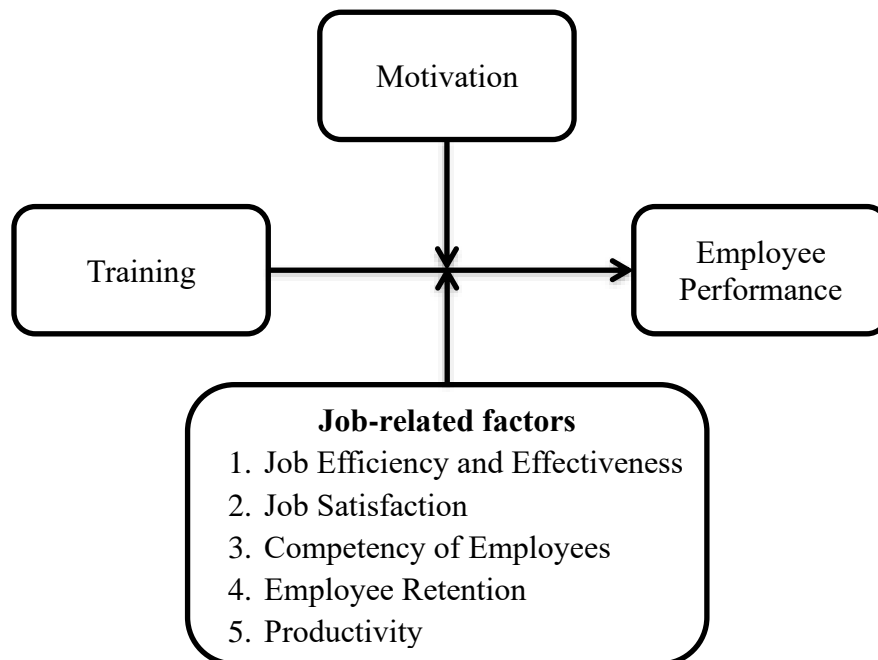 Motivation
Training
Employee
Performance
Job-related factors
1. Job Efficiency and Effectiveness
2. Job Satisfaction
3. Competency of Employees
4. Employee Retention
5. Productivity